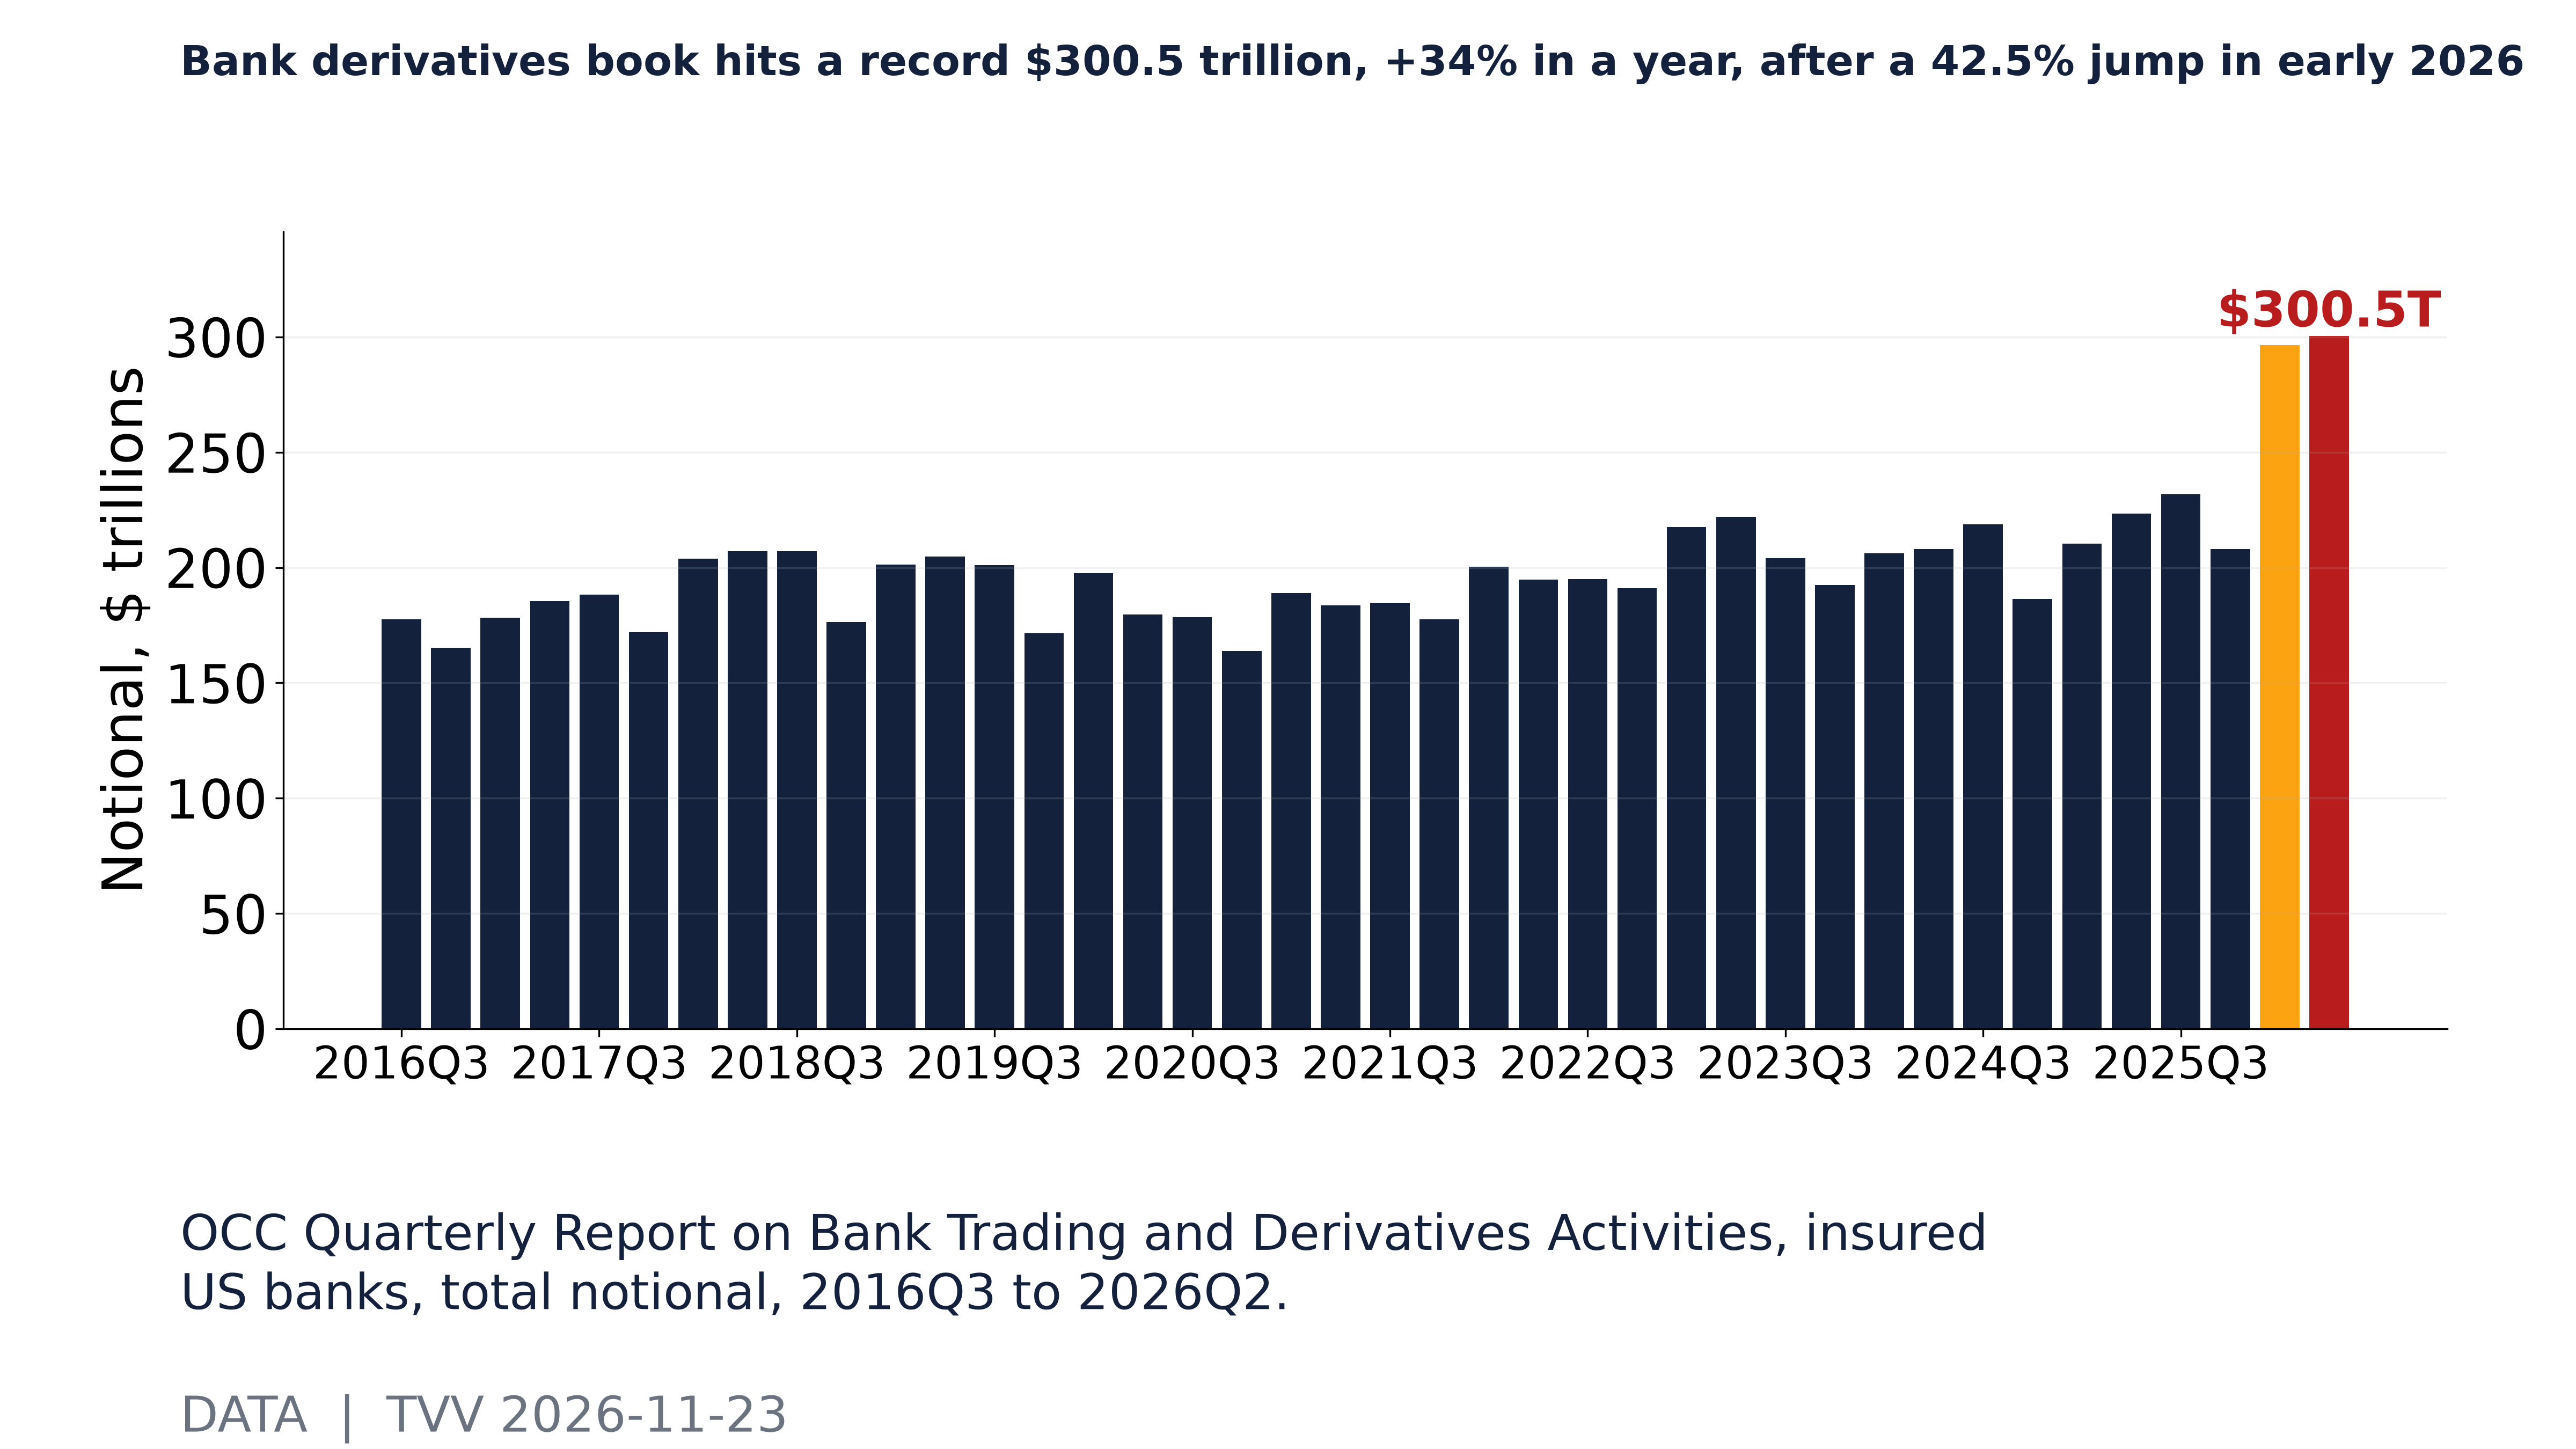 Bank derivatives book hits a record $300.5 trillion, +34% in a year, after a 42.5% jump in early 2026
$300.5T
Notional, $ trillions
300
250
200
150
100
50
0
2016Q3 2017Q3 2018Q3 2019Q3 2020Q3 2021Q3 2022Q3 2023Q3 2024Q3 2025Q3
OCC Quarterly Report on Bank Trading and Derivatives Activities, insured
US banks, total notional, 2016Q3 to 2026Q2.
DATA | TVV 2026-11-23